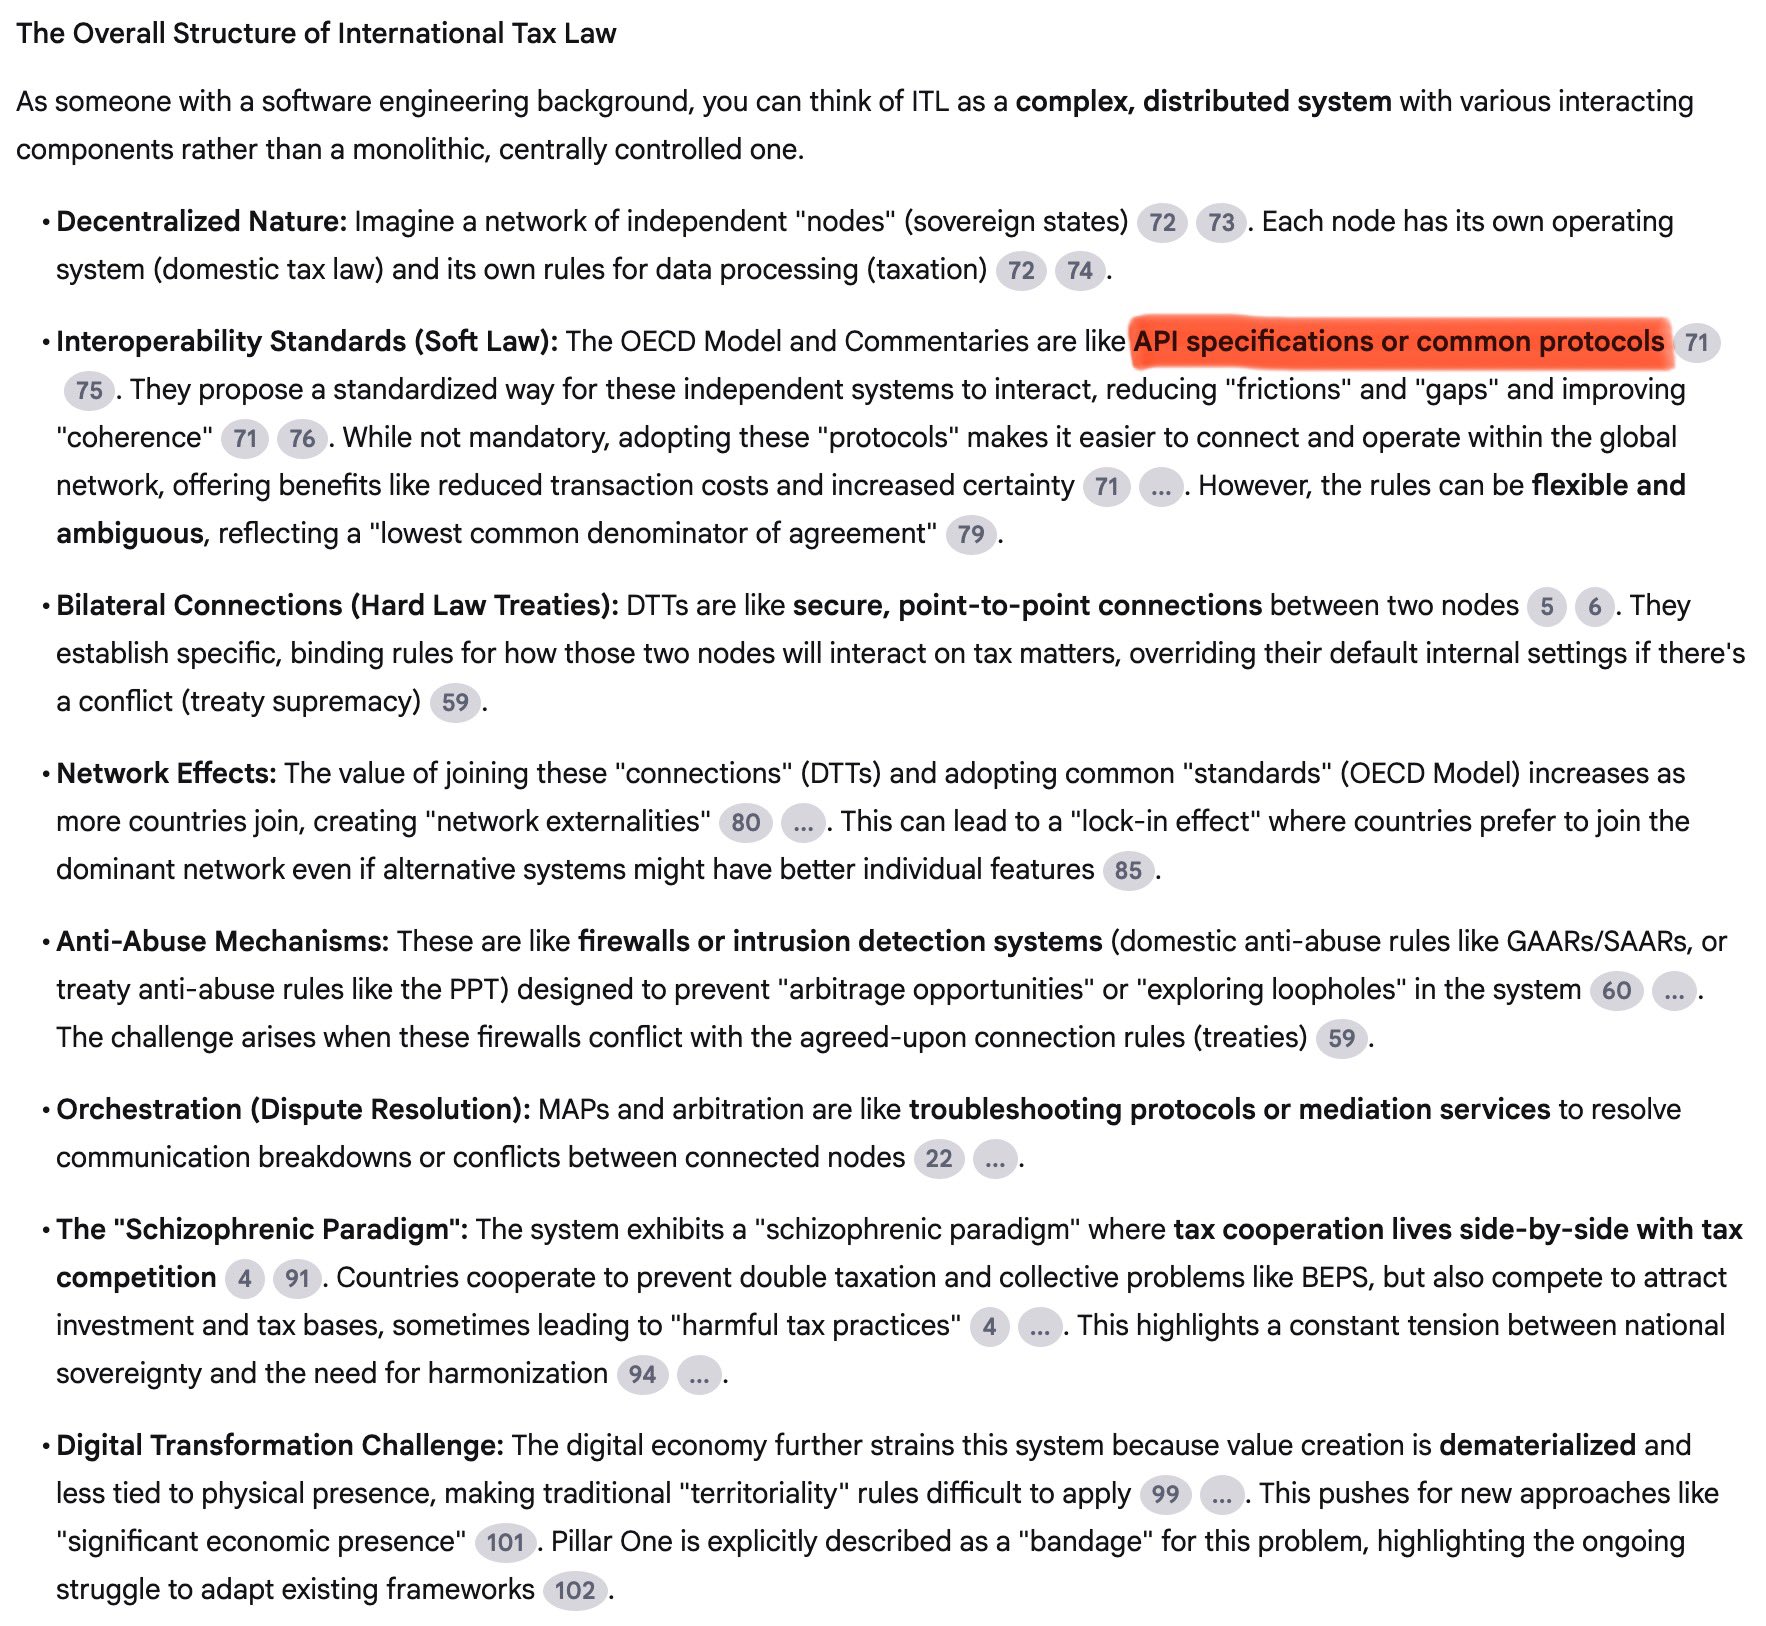 The Overall Structure of International Tax Law
As someone with a software engineering background, you can think of ITL as a complex, distributed system with various interacting
components rather than a monolithic, centrally controlled one.
• Decentralized Nature: Imagine a network of independent "nodes" (sovereign states) 72 73 . Each node has its own operating
system (domestic tax law) and its own rules for data processing (taxation) 72 74 .
• Interoperability Standards (Soft Law): The OECD Model and Commentaries are like API specifications or common protocols 71
75 . They propose a standardized way for these independent systems to interact, reducing "frictions" and "gaps" and improving
"coherence" 71 76 . While not mandatory, adopting these "protocols" makes it easier to connect and operate within the global
network, offering benefits like reduced transaction costs and increased certainty 71 ... . However, the rules can be flexible and
ambiguous, reflecting a "lowest common denominator of agreement" 79 .
• Bilateral Connections (Hard Law Treaties): DTTs are like secure, point-to-point connections between two nodes 5 6 . They
establish specific, binding rules for how those two nodes will interact on tax matters, overriding their default internal settings if there's
a conflict (treaty supremacy) 59 .
• Network Effects: The value of joining these "connections" (DTTs) and adopting common "standards" (OECD Model) increases as
more countries join, creating "network externalities" 80 ... . This can lead to a "lock-in effect" where countries prefer to join the
dominant network even if alternative systems might have better individual features 85 .
• Anti-Abuse Mechanisms: These are like firewalls or intrusion detection systems (domestic anti-abuse rules like GAARs/SAARs, or
treaty anti-abuse rules like the PPT) designed to prevent "arbitrage opportunities" or "exploring loopholes" in the system 60 ... .
The challenge arises when these firewalls conflict with the agreed-upon connection rules (treaties) 59 .
• Orchestration (Dispute Resolution): MAPs and arbitration are like troubleshooting protocols or mediation services to resolve
communication breakdowns or conflicts between connected nodes 22 ... .
• The "Schizophrenic Paradigm": The system exhibits a "schizophrenic paradigm" where tax cooperation lives side-by-side with tax
competition 4 91 . Countries cooperate to prevent double taxation and collective problems like BEPS, but also compete to attract
investment and tax bases, sometimes leading to "harmful tax practices" 4 ... . This highlights a constant tension between national
sovereignty and the need for harmonization 94 ... .
• Digital Transformation Challenge: The digital economy further strains this system because value creation is dematerialized and
less tied to physical presence, making traditional "territoriality" rules difficult to apply 99 ... . This pushes for new approaches like
"significant economic presence" 101 . Pillar One is explicitly described as a "bandage" for this problem, highlighting the ongoing
struggle to adapt existing frameworks 102 .